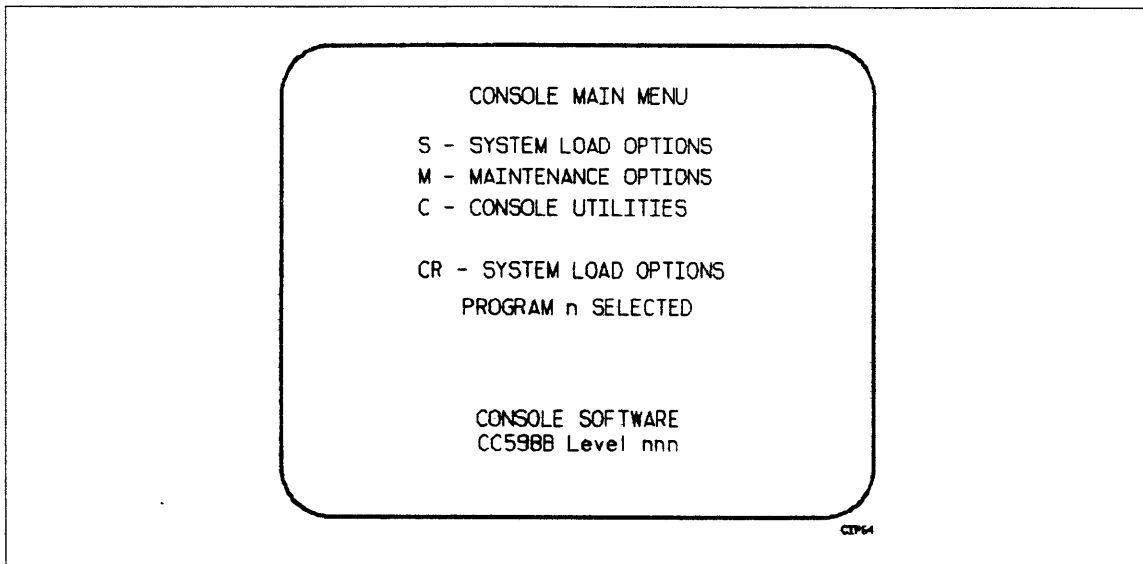 CONSOLE MAIN MENU
S - SYSTEM LOAD OPTIONS
M - MAINTENANCE OPTIONS
C - CONSOLE UTILITIES
CR - SYSTEM LOAD OPTIONS
PROGRAM n SELECTED
CONSOLE SOFTWARE
CC598B Level nnn